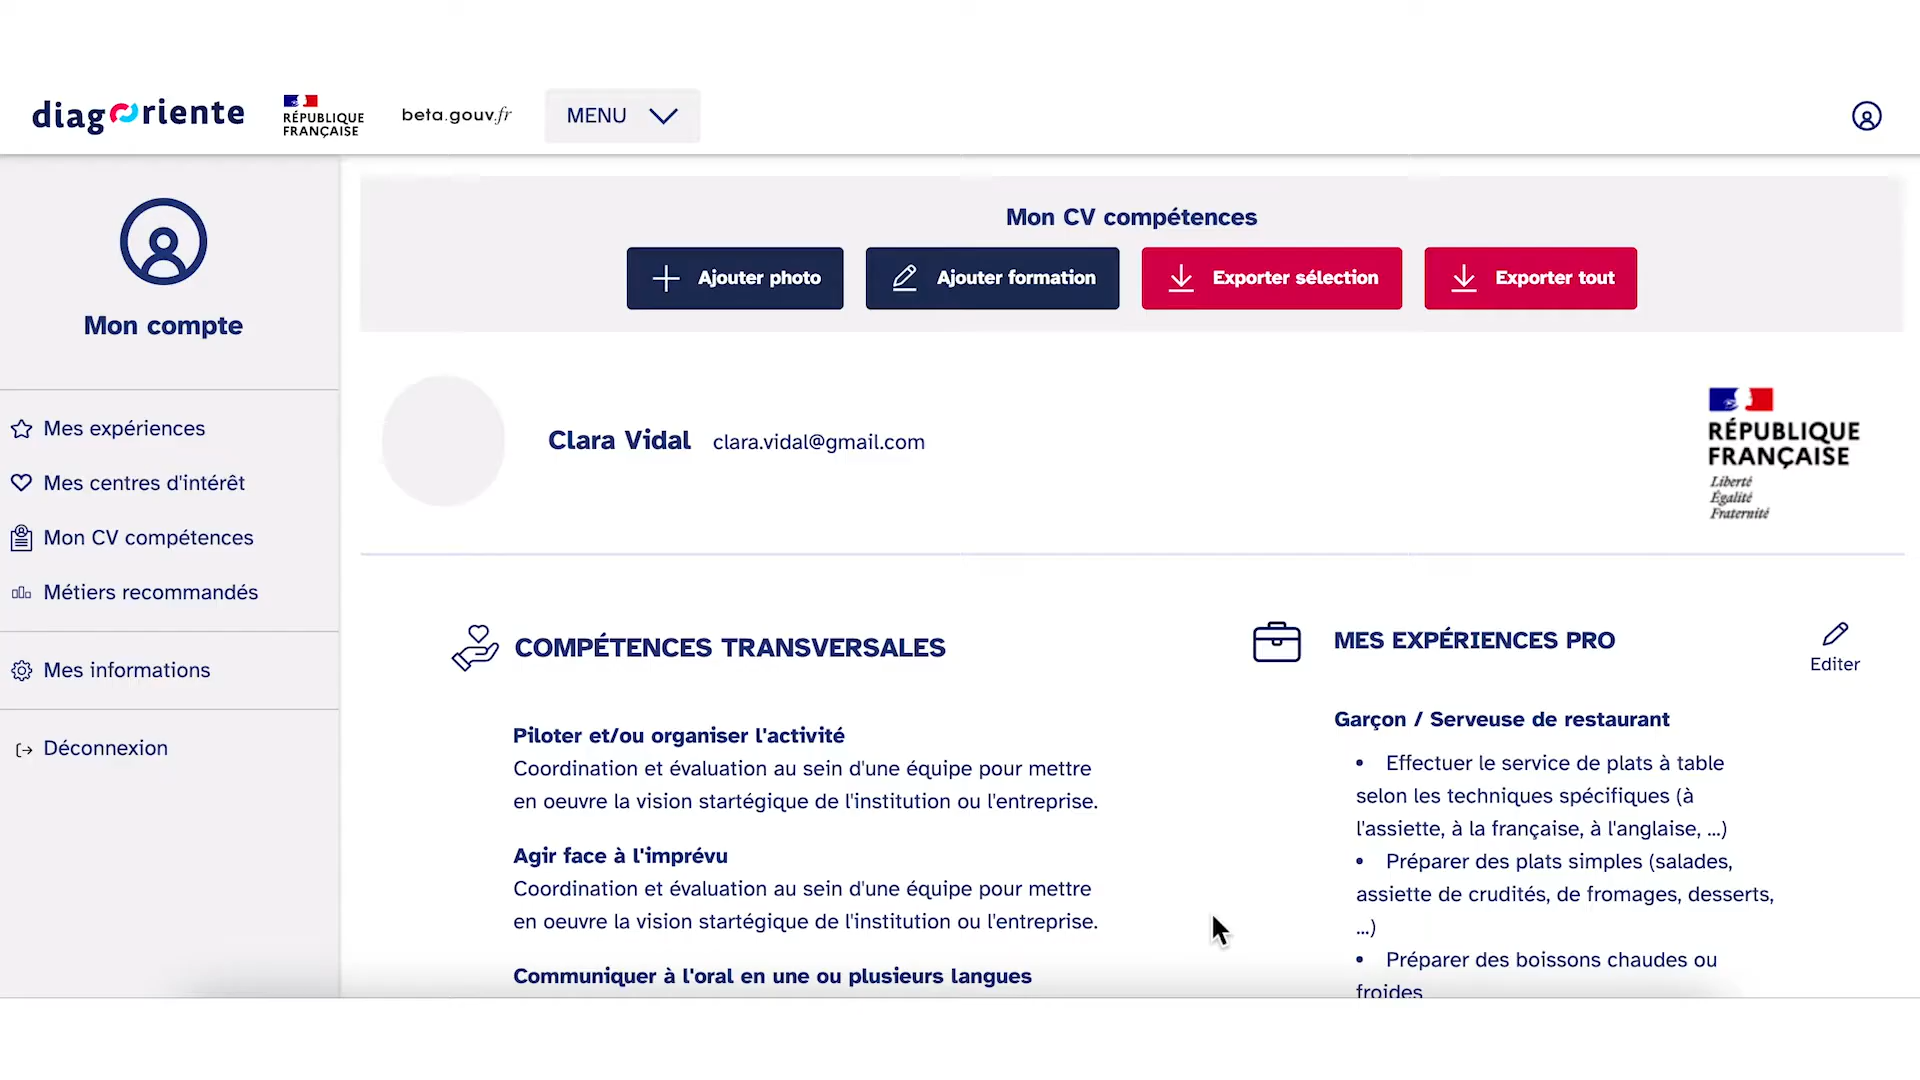 diagoriente
RÉPUBLIQUE
FRANÇAISE
beta.gouv.fr
MENU
Mon compte
Mes expériences
Mes centres d'intérêt
Mon CV compétences
Métiers recommandés
Mes informations
Déconnexion
Mon CV compétences
Ajouter photo
Ajouter formation
Exporter sélection
Exporter tout
Clara Vidal clara.vidal@gmail.com
RÉPUBLIQUE
FRANÇAISE
Liberté
Égalité
Fraternité
COMPÉTENCES TRANSVERSALES
Piloter et/ou organiser l'activité
Coordination et évaluation au sein d'une équipe pour mettre
en oeuvre la vision startégique de l'institution ou l'entreprise.
Agir face à l'imprévu
Coordination et évaluation au sein d'une équipe pour mettre
en oeuvre la vision startégique de l'institution ou l'entreprise.
Communiquer à l'oral en une ou plusieurs langues
MES EXPÉRIENCES PRO
Editer
Garçon / Serveuse de restaurant
• Effectuer le service de plats à table
selon les techniques spécifiques (à
l'assiette, à la française, à l'anglaise, ...)
• Préparer des plats simples (salades,
assiette de crudités, de fromages, desserts,
...)
• Préparer des boissons chaudes ou
froides